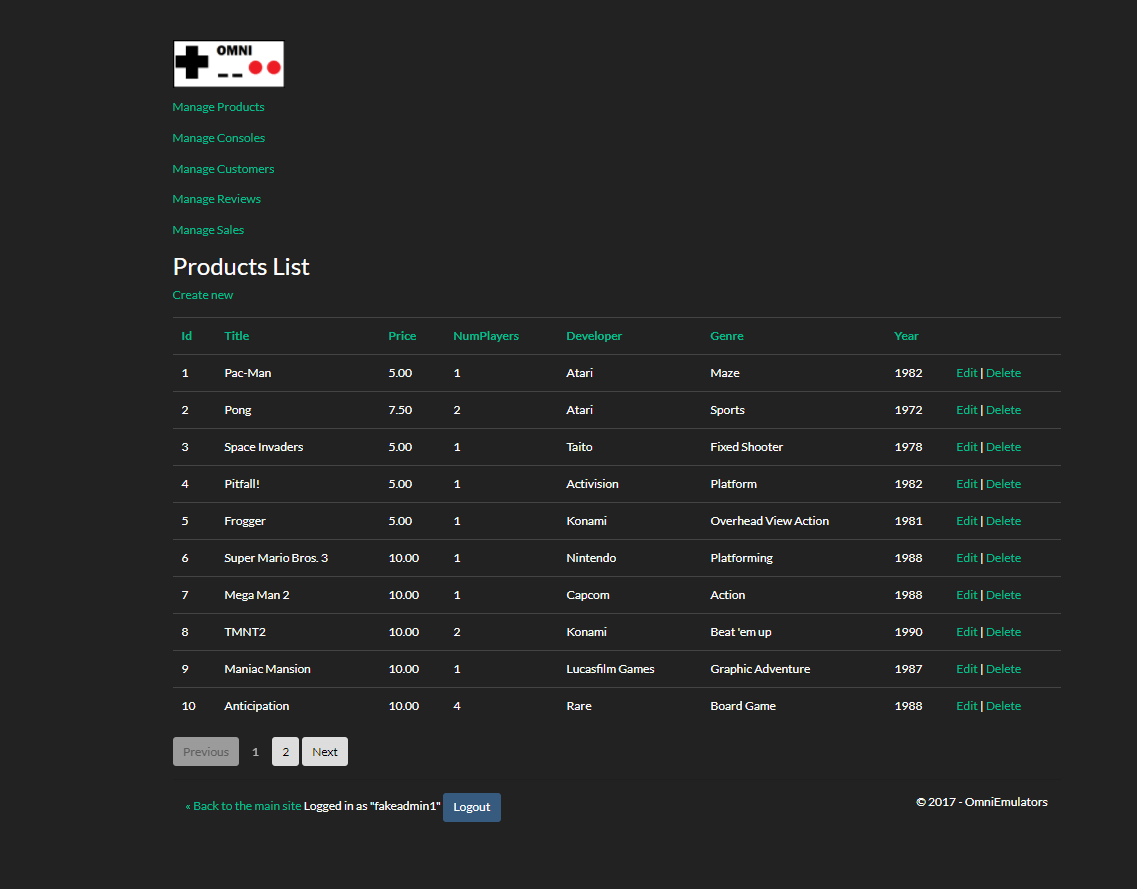 OMNI
Manage Products
Manage Consoles
Manage Customers
Manage Reviews
Manage Sales
Products List
Create new
Id Title Price NumPlayers Developer Genre Year
1 Pac-Man 5.00 1 Atari Maze 1982 Edit | Delete
2 Pong 7.50 2 Atari Sports 1972 Edit | Delete
3 Space Invaders 5.00 1 Taito Fixed Shooter 1978 Edit | Delete
4 Pitfall! 5.00 1 Activision Platform 1982 Edit | Delete
5 Frogger 5.00 1 Konami Overhead View Action 1981 Edit | Delete
6 Super Mario Bros. 3 10.00 1 Nintendo Platforming 1988 Edit | Delete
7 Mega Man 2 10.00 1 Capcom Action 1988 Edit | Delete
8 TMNT2 10.00 2 Konami Beat 'em up 1990 Edit | Delete
9 Maniac Mansion 10.00 1 Lucasfilm Games Graphic Adventure 1987 Edit | Delete
10 Anticipation 10.00 4 Rare Board Game 1988 Edit | Delete
Previous 1 2 Next
« Back to the main site Logged in as "fakeadmin1" Logout © 2017 - OmniEmulators